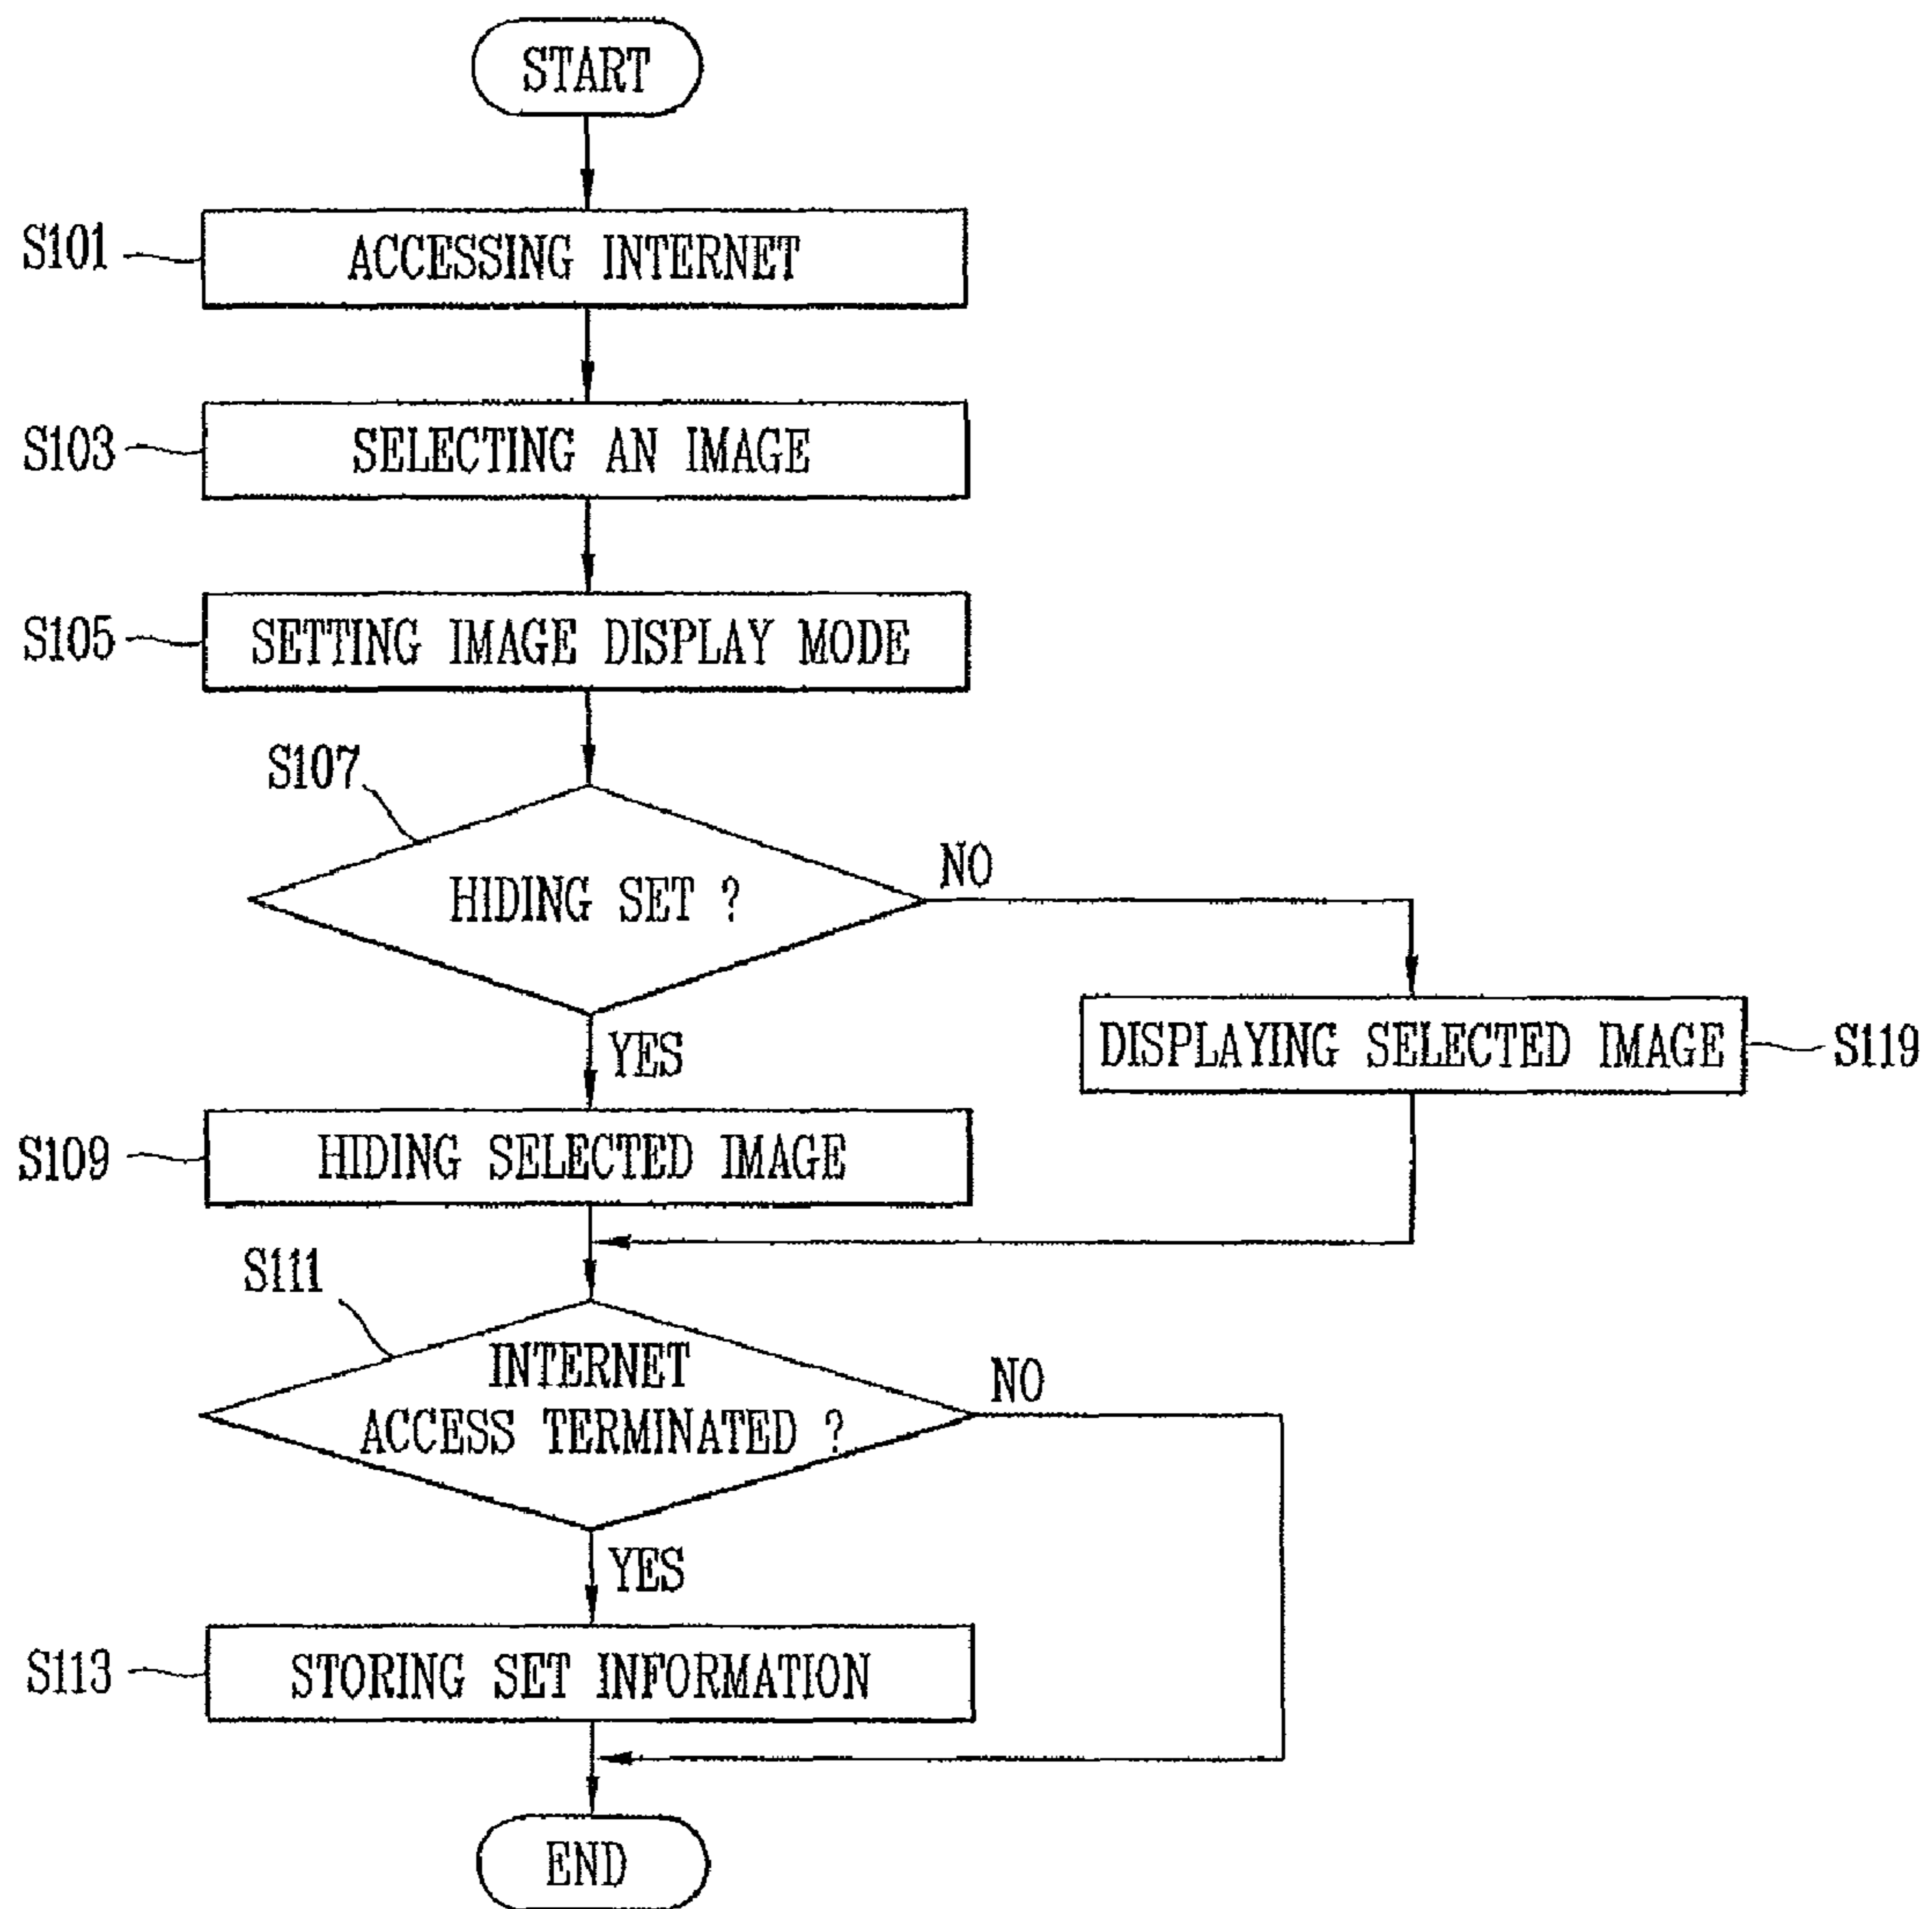 START
S101
ACCESSING INTERNET
S103
SELECTING AN IMAGE
S105
SETTING IMAGE DISPLAY MODE
S107
HIDING SET ?
NO
YES
DISPLAYING SELECTED IMAGE
S119
S109
HIDING SELECTED IMAGE
S111
INTERNET
ACCESS TERMINATED ?
NO
YES
S113
STORING SET INFORMATION
END